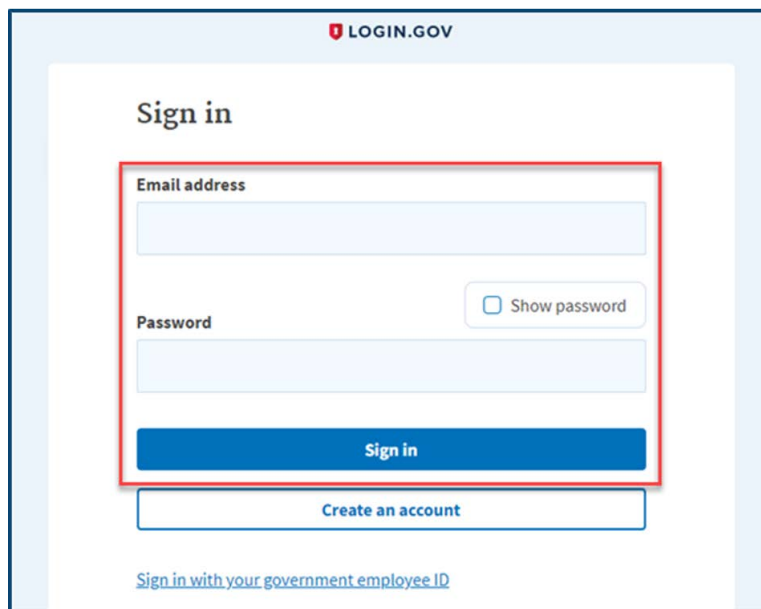 LOGIN.GOV
Sign in
Email address
Show password
Password
Sign in
Create an account
Sign in with your government employee ID